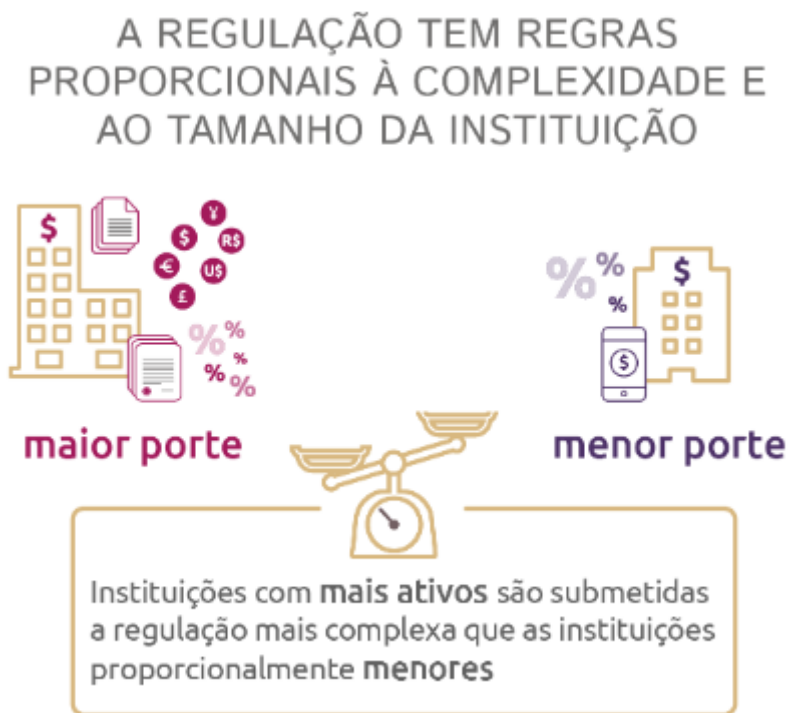 A REGULAÇÃO TEM REGRAS
PROPORCIONAIS À COMPLEXIDADE E
AO TAMANHO DA INSTITUIÇÃO
$
¥
$
R$
€
U$
£
%
%
%
%
%
%
%
%
$
$
maior porte
menor porte
Instituições com mais ativos são submetidas
a regulação mais complexa que as instituições
proporcionalmente menores